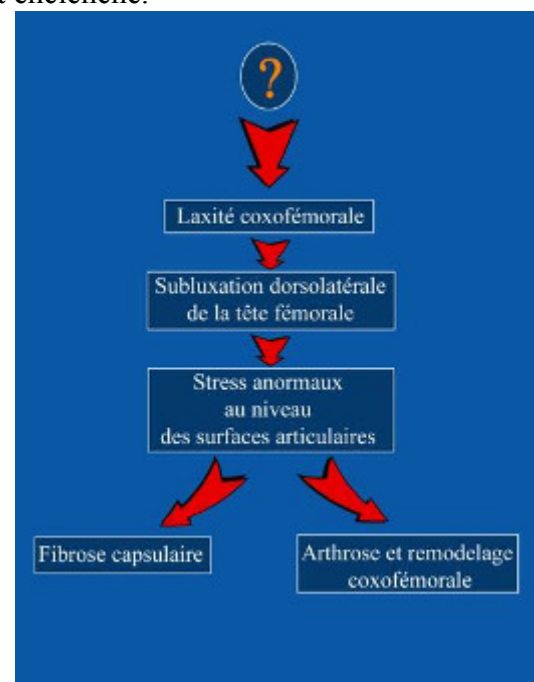 ?
Laxité coxofémorale
Subluxation dorsolatérale
de la tête fémorale
Stress anormaux
au niveau
des surfaces articulaires
Fibrose capsulaire
Arthrose et remodelage
coxofémorale